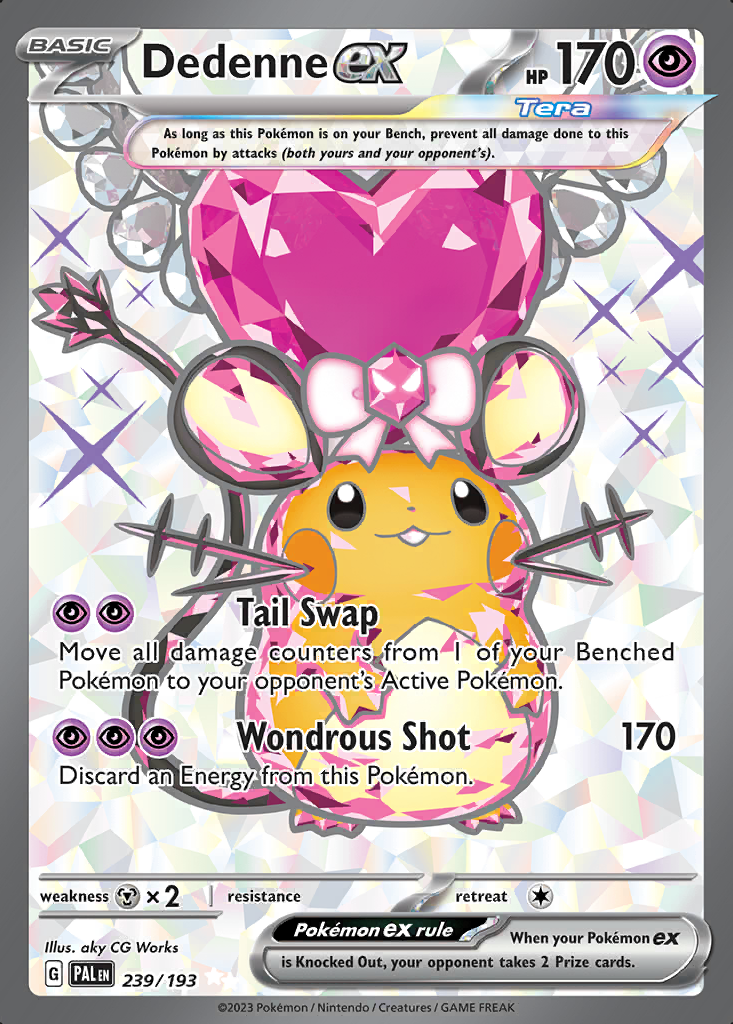 BASIC
Dedenne ex HP 170
Tera
As long as this Pokémon is on your Bench, prevent all damage done to this
Pokémon by attacks (both yours and your opponent's).
Tail Swap
Move all damage counters from 1 of your Benched
Pokémon to your opponent's Active Pokémon.
Wondrous Shot 170
Discard an Energy from this Pokémon.
weakness ×2 resistance retreat
Pokémon ex rule
When your Pokémon ex
is Knocked Out, your opponent takes 2 Prize cards.
Illus. aky CG Works
G PAL EN 239/193
©2023 Pokémon / Nintendo / Creatures / GAME FREAK